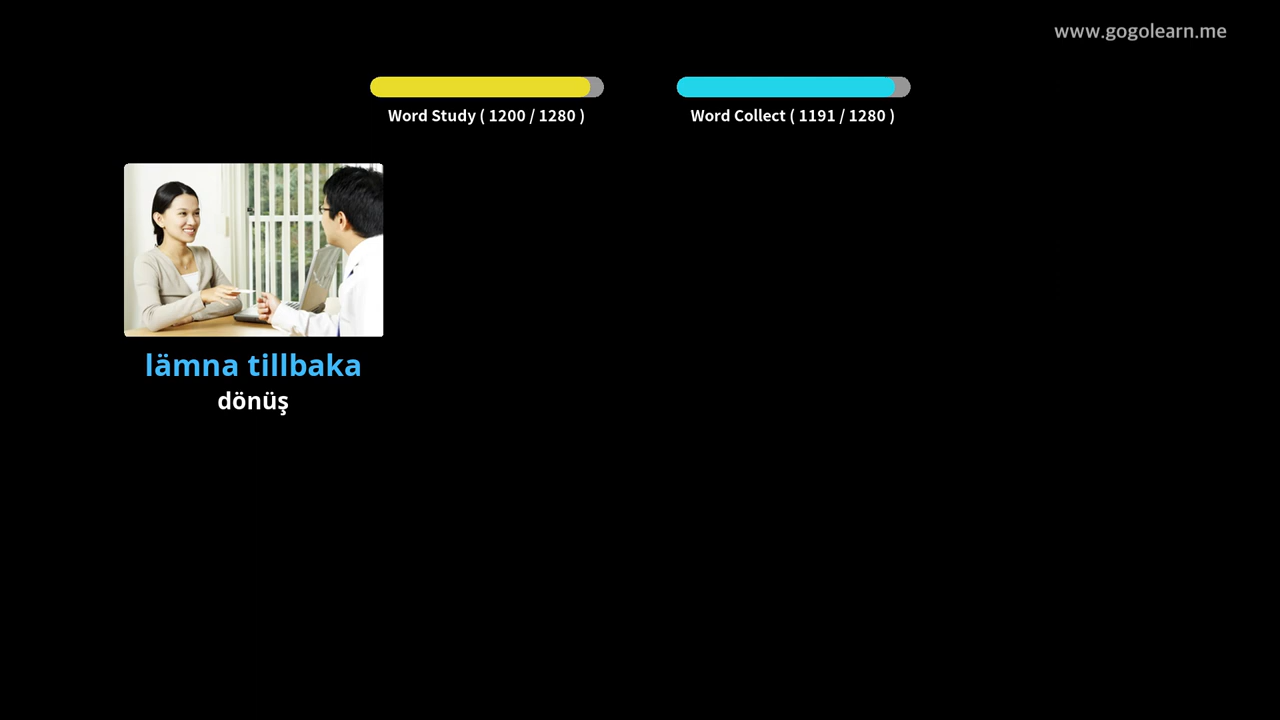 www.gogolearn.me
Word Study ( 1200 / 1280 )
Word Collect ( 1191 / 1280 )
lämna tillbaka
dönüş